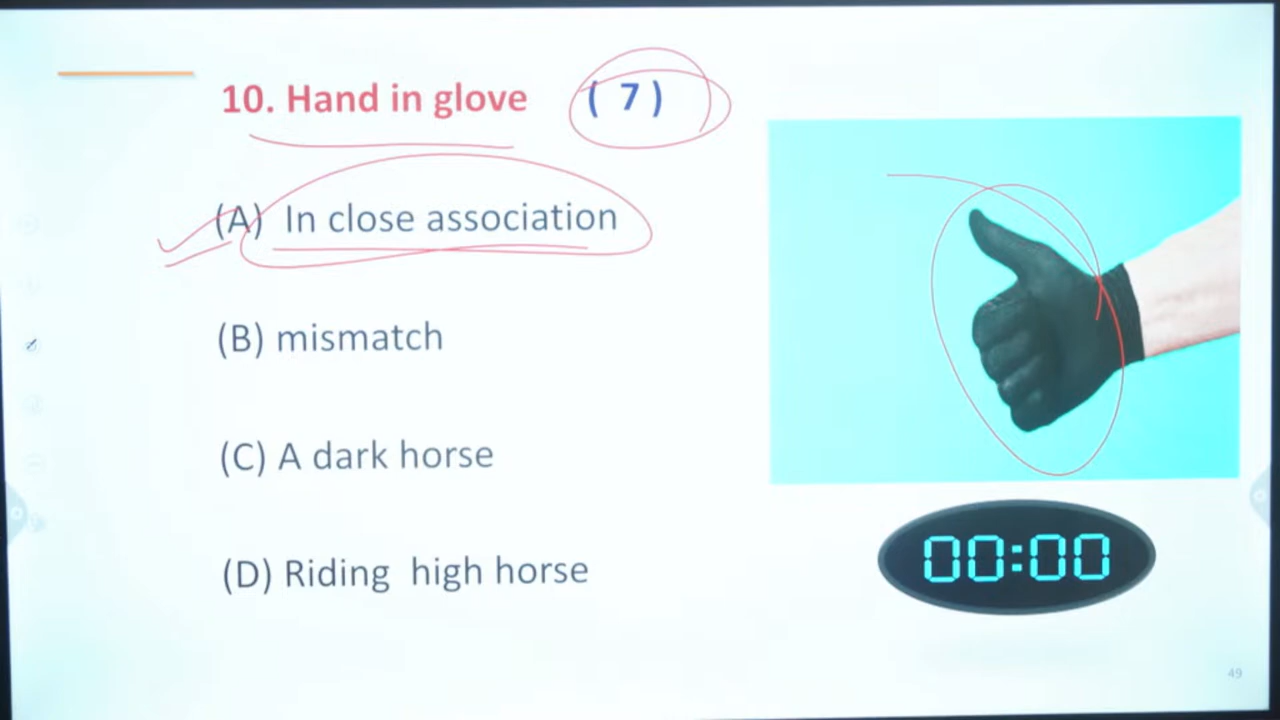 10. Hand in glove ( 7 )
(A) In close association
(B) mismatch
(C) A dark horse
(D) Riding high horse
00:00
49